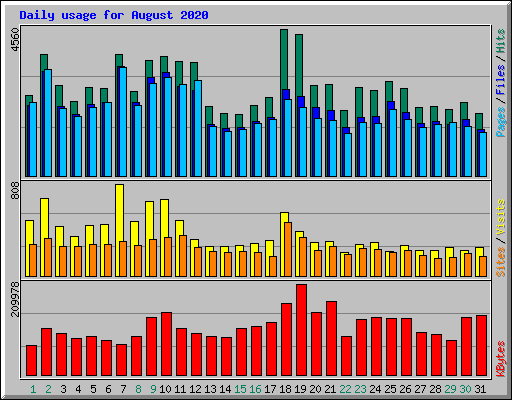 Daily usage for August 2020
4560
Pages / Files / Hits
808
Sites / Visits
209978
KBytes
1 2 3 4 5 6 7 8 9 10 11 12 13 14 15 16 17 18 19 20 21 22 23 24 25 26 27 28 29 30 31